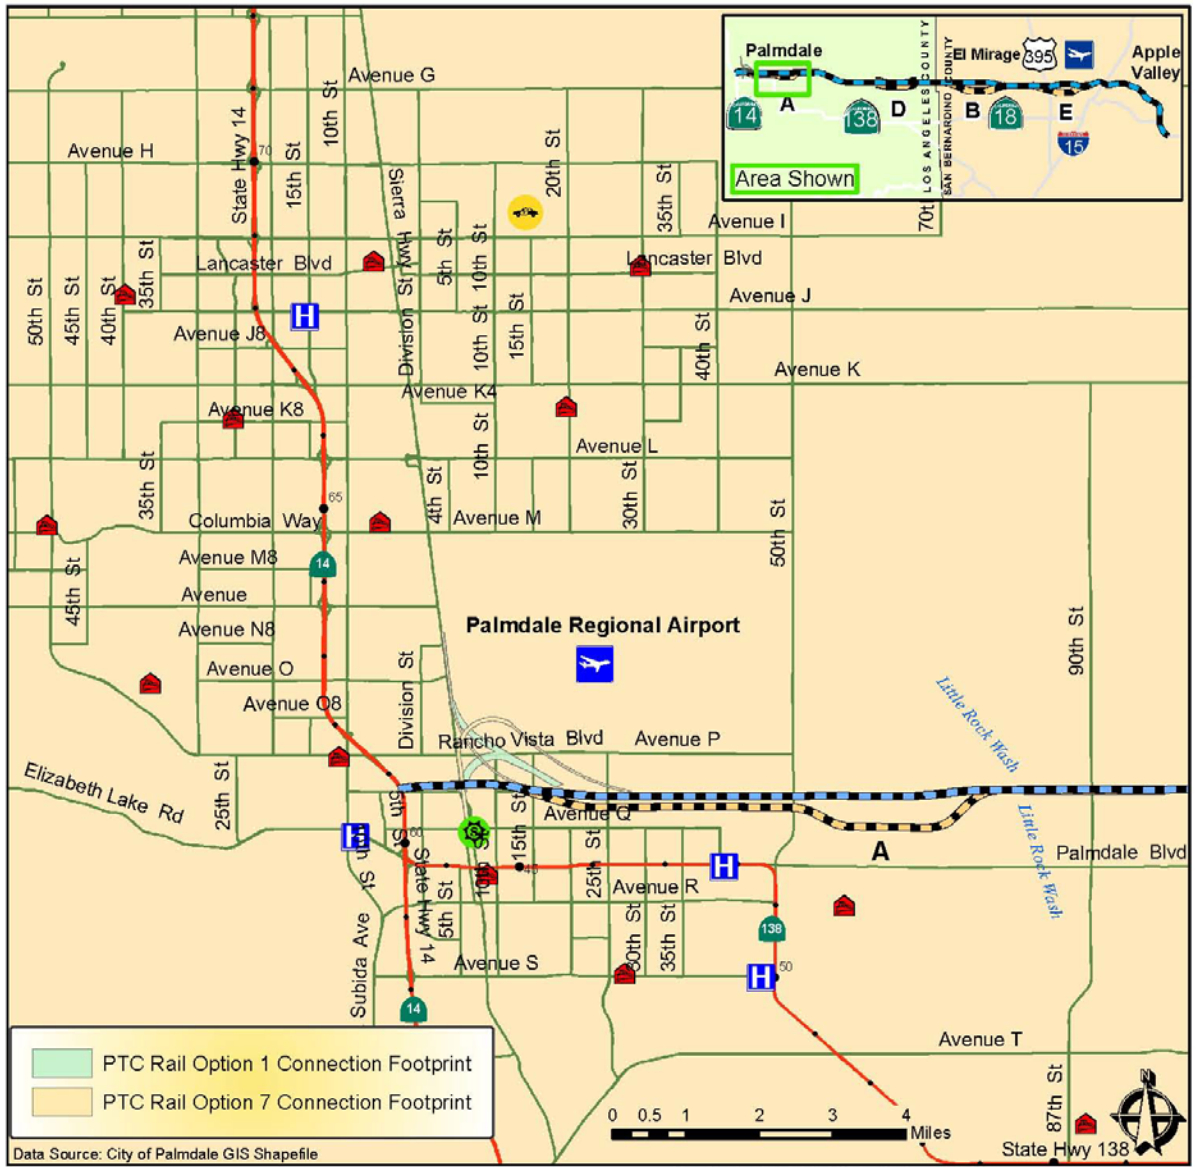 Avenue G
10th St
State Hwy 14
15th St
Avenue H
70
Sierra Hwy
20th St
35th St
Avenue I
70th
Palmdale
LOS ANGELES COUNTY
SAN BERNARDINO COUNTY
El Mirage
395
Apple
Valley
14
A
138
D
B
18
E
15
Area Shown
50th St
45th St
40th St
35th St
Lancaster Blvd
H
Division St
5th St
10th St
Lancaster Blvd
Avenue J
Avenue J8
10th St
15th St
40th St
Avenue K
Avenue K4
Avenue K8
10th St
Avenue L
35th St
65
4th St
30th St
Columbia Way
Avenue M
50th St
Avenue M8
14
45th St
Avenue
Avenue N8
Palmdale Regional Airport
90th St
Avenue O
Division St
Avenue O8
Little Rock Wash
Rancho Vista Blvd
Avenue P
Elizabeth Lake Rd
25th St
Avenue Q
15th St
Little Rock Wash
H
60
State Hwy 14
10th St
45
25th St
H
A
Palmdale Blvd
Avenue R
5th St
30th St
35th St
138
Subida Ave
Avenue S
H
50
14
Avenue T
87th St
PTC Rail Option 1 Connection Footprint
PTC Rail Option 7 Connection Footprint
N
0 0.5 1 2 3 4
Miles
State Hwy 138
Data Source: City of Palmdale GIS Shapefile